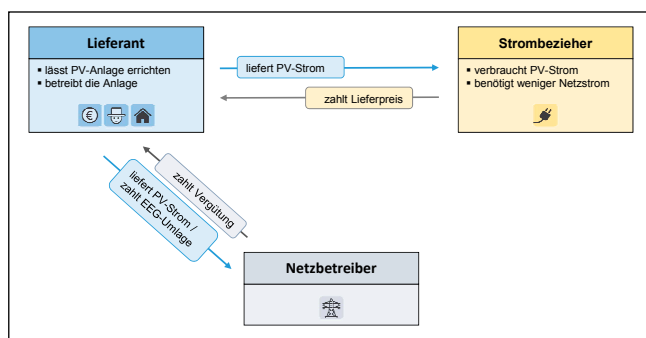 Lieferant
▪ lässt PV-Anlage errichten
▪ betreibt die Anlage
liefert PV-Strom
zahlt Lieferpreis
Strombezieher
▪ verbraucht PV-Strom
▪ benötigt weniger Netzstrom
zahlt Vergütung
liefert PV-Strom /
zahlt EEG-Umlage
Netzbetreiber